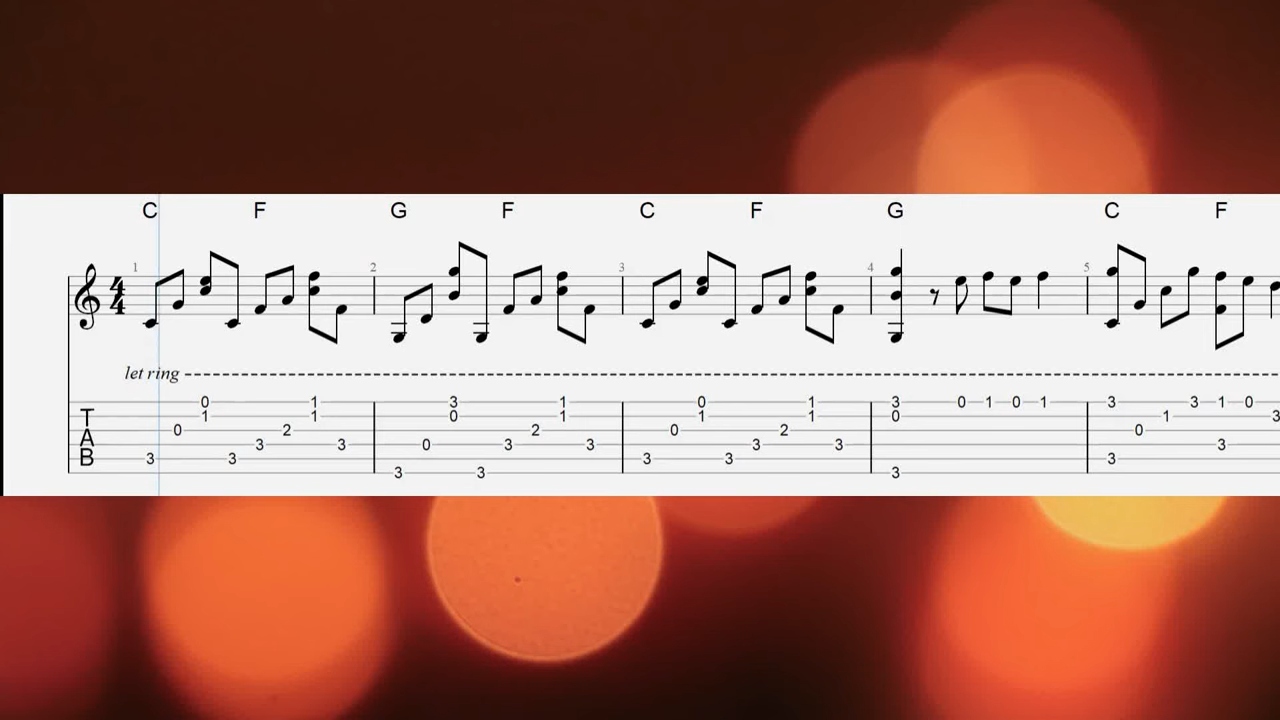 C F G F C F G C F
1 2 3 4 5
4
4
let ring
0 1 3 1 0 1 3 0 1 0 1 3 3 1 0
T 1 1 0 1 1 1 0 1 3
0 2 0 2 0 0
A 3 3 0 3 3 3 3 3
B 3 3 3 3 3
3 3 3